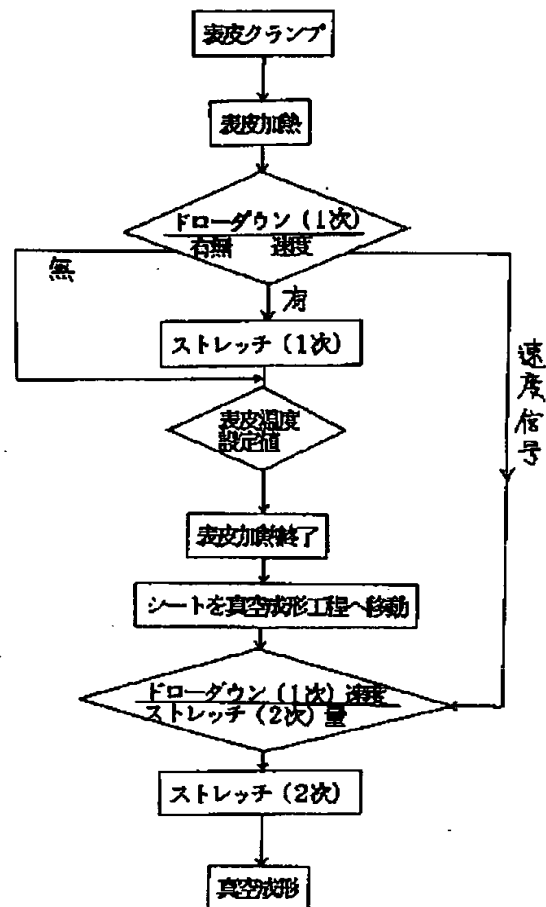 表皮クランプ
表皮加熱
ドローダウン（1次）
有無　速度
無
有
ストレッチ（1次）
速度信号
表皮温度
設定値
表皮加熱終了
シートを真空成形工程へ移動
ドローダウン（1次）速度
ストレッチ（2次）量
ストレッチ（2次）
真空成形